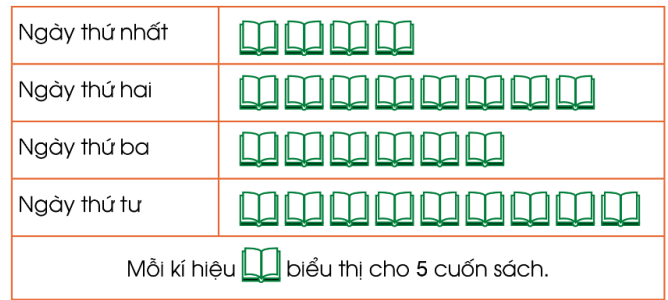 Ngày thứ nhất
Ngày thứ hai
Ngày thứ ba
Ngày thứ tư
Mỗi kí hiệu biểu thị cho 5 cuốn sách.